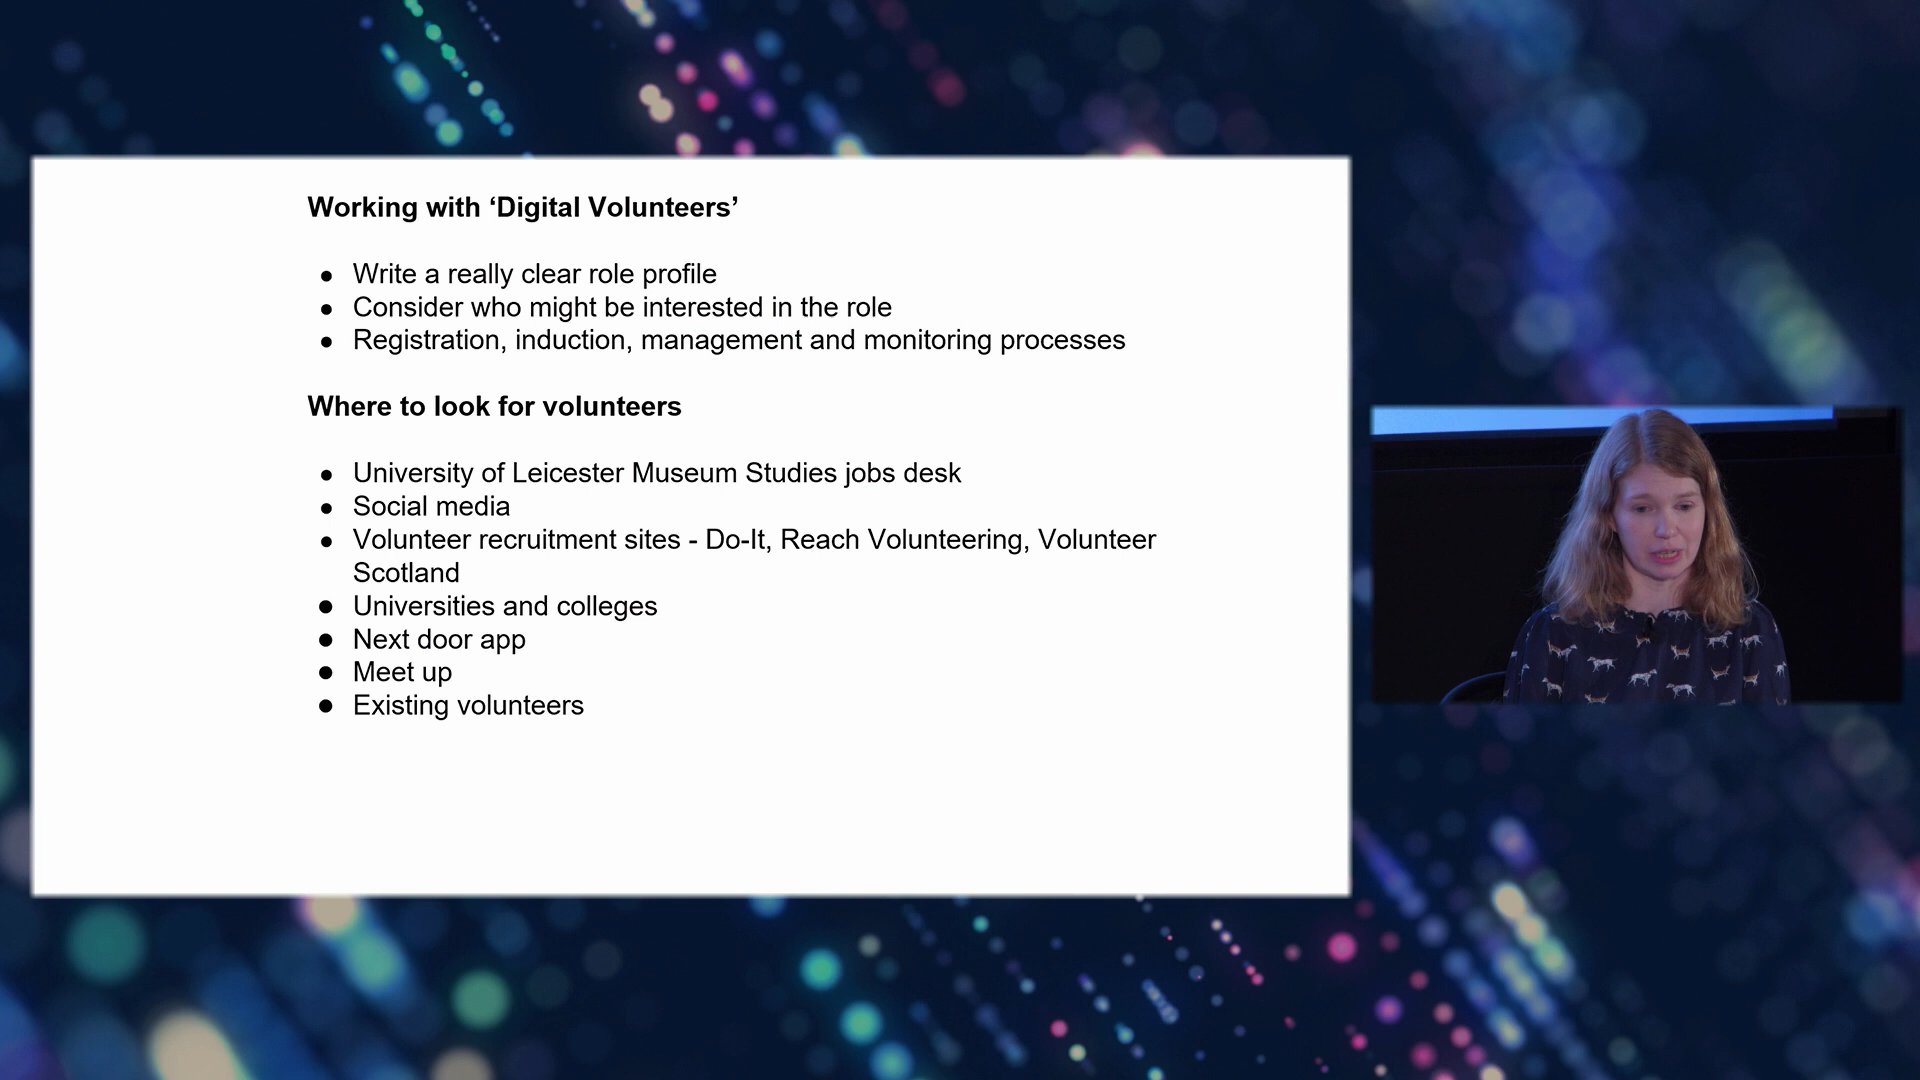 Working with ‘Digital Volunteers’
● Write a really clear role profile
● Consider who might be interested in the role
● Registration, induction, management and monitoring processes
Where to look for volunteers
● University of Leicester Museum Studies jobs desk
● Social media
● Volunteer recruitment sites - Do-It, Reach Volunteering, Volunteer
Scotland
● Universities and colleges
● Next door app
● Meet up
● Existing volunteers